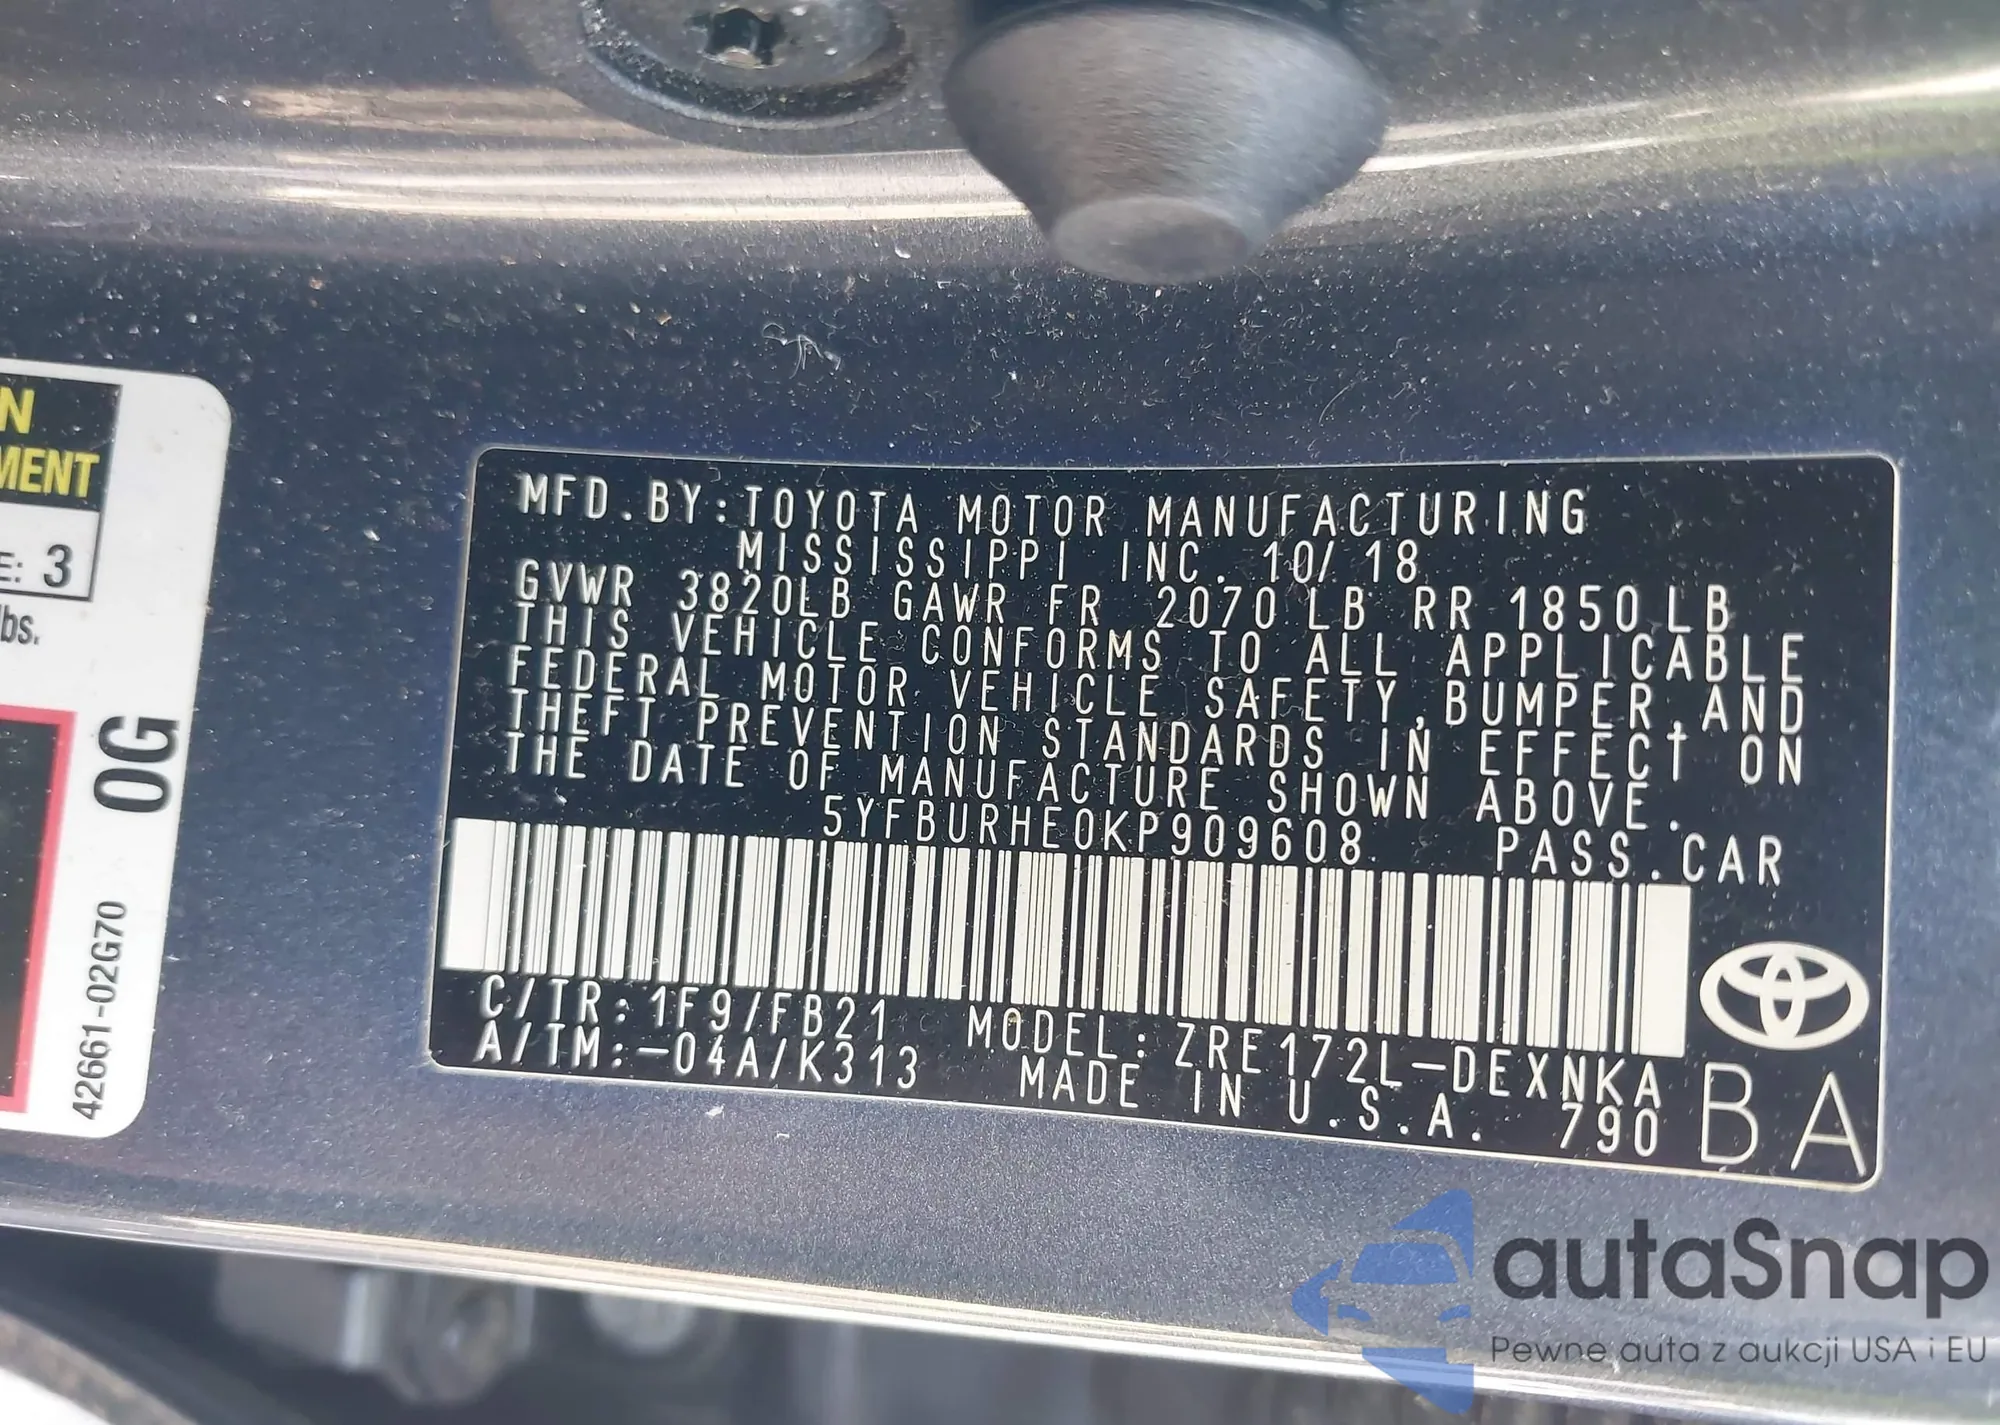 N
MENT
E: 3
lbs.
0G
42661-02G70
MFD.BY:TOYOTA MOTOR MANUFACTURING
MISSISSIPPI INC. 10/18
GVWR 3820LB GAWR FR 2070LB RR 1850LB
THIS VEHICLE CONFORMS TO ALL APPLICABLE
FEDERAL MOTOR VEHICLE SAFETY,BUMPER,AND
THEFT PREVENTION STANDARDS IN EFFECT ON
THE DATE OF MANUFACTURE SHOWN ABOVE.
5YFBURHE0KP909608 PASS.CAR
C/TR:1F9/FB21 MODEL:ZRE172L-DEXNKA
A/TM:-04A/K313 MADE IN U.S.A. 790
BA
autaSnap
Pewne auta z aukcji USA i EU